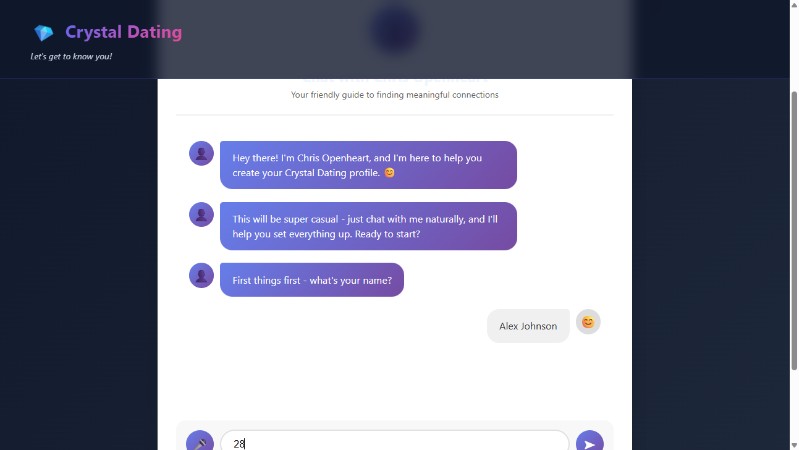 Crystal Dating
Let's get to know you!
Your friendly guide to finding meaningful connections
Hey there! I'm Chris Openheart, and I'm here to help you
create your Crystal Dating profile. 😊
This will be super casual - just chat with me naturally, and I'll
help you set everything up. Ready to start?
First things first - what's your name?
Alex Johnson
28